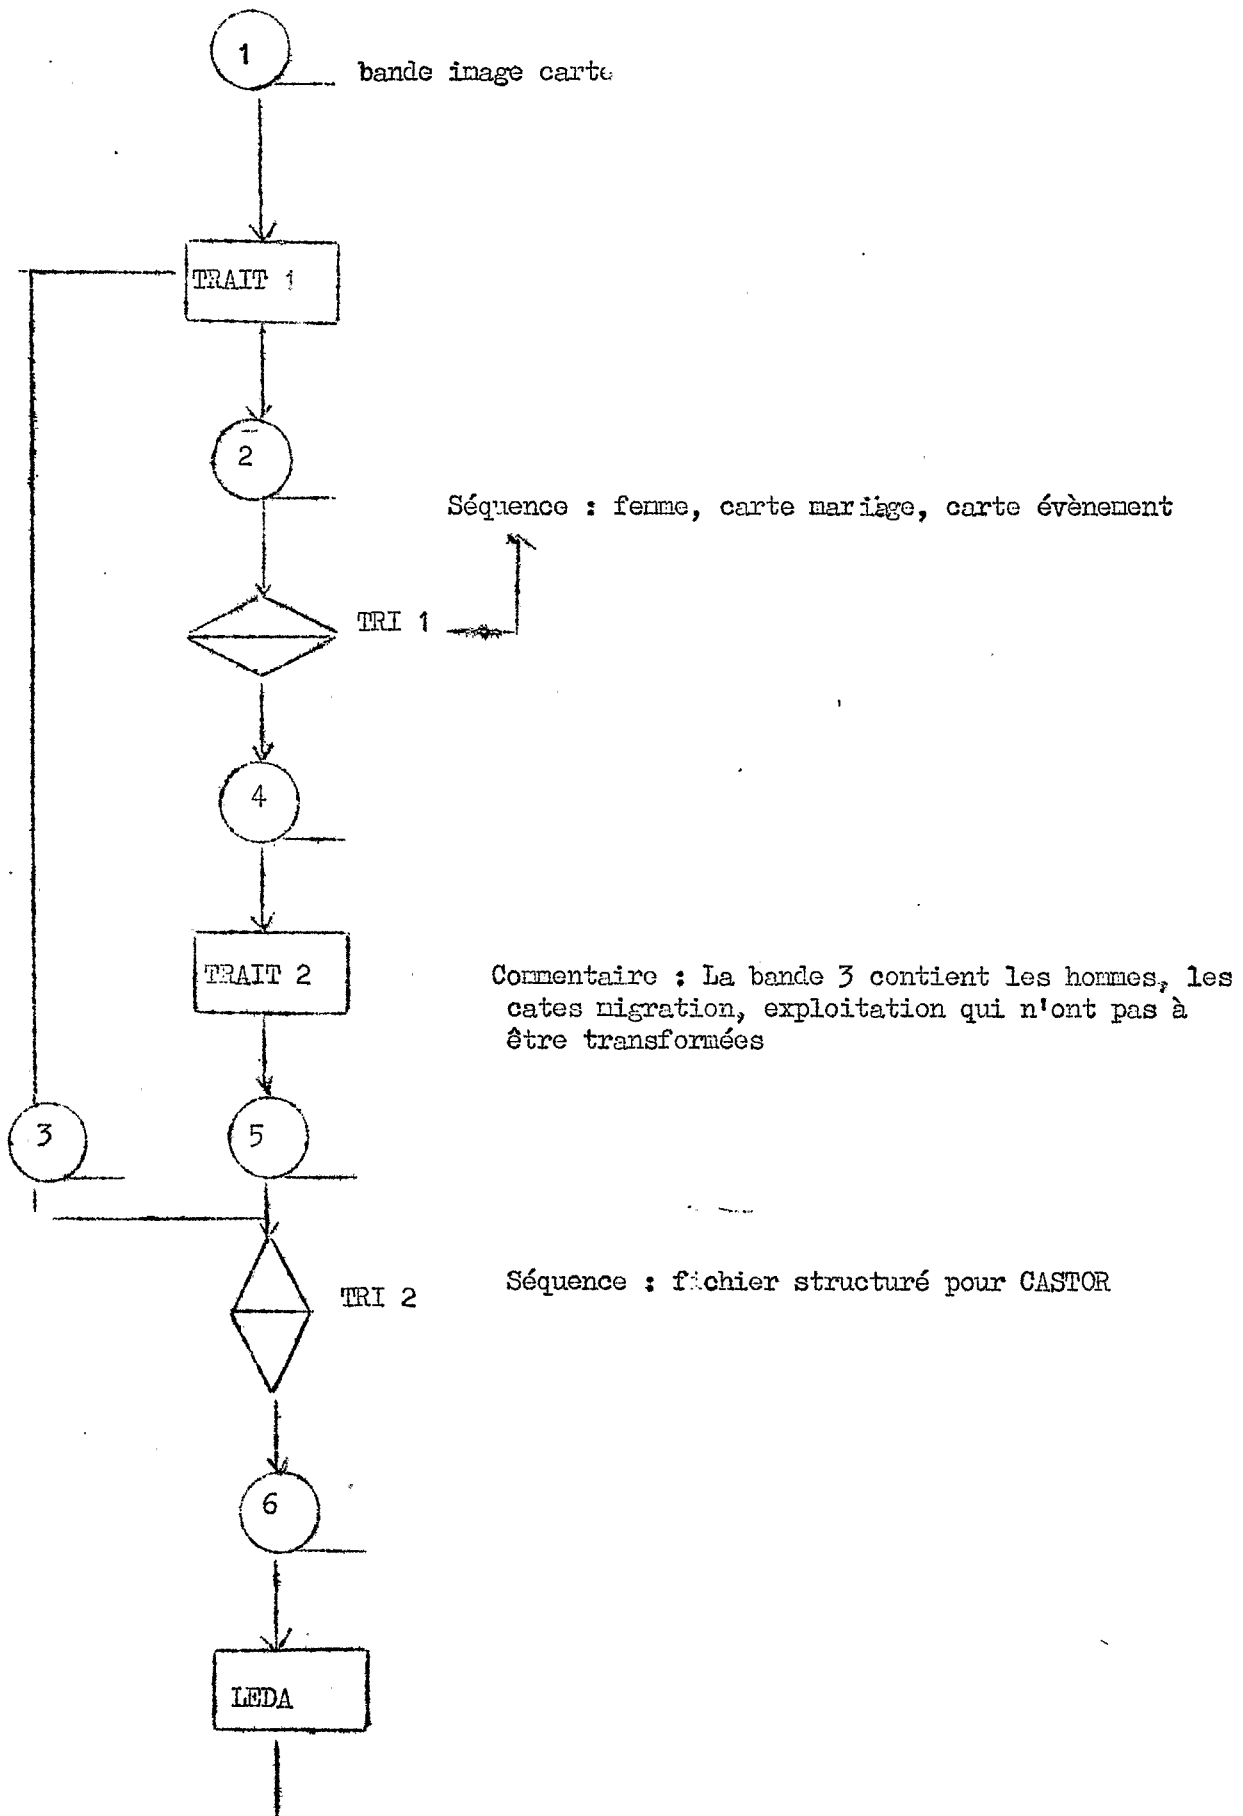 1
bande image carte
TRAIT 1
2
Séquence : femme, carte mariage, carte évènement
TRI 1
4
TRAIT 2
Commentaire : La bande 3 contient les hommes, les
cates migration, exploitation qui n'ont pas à
être transformées
3
5
TRI 2
Séquence : fichier structuré pour CASTOR
6
LEDA